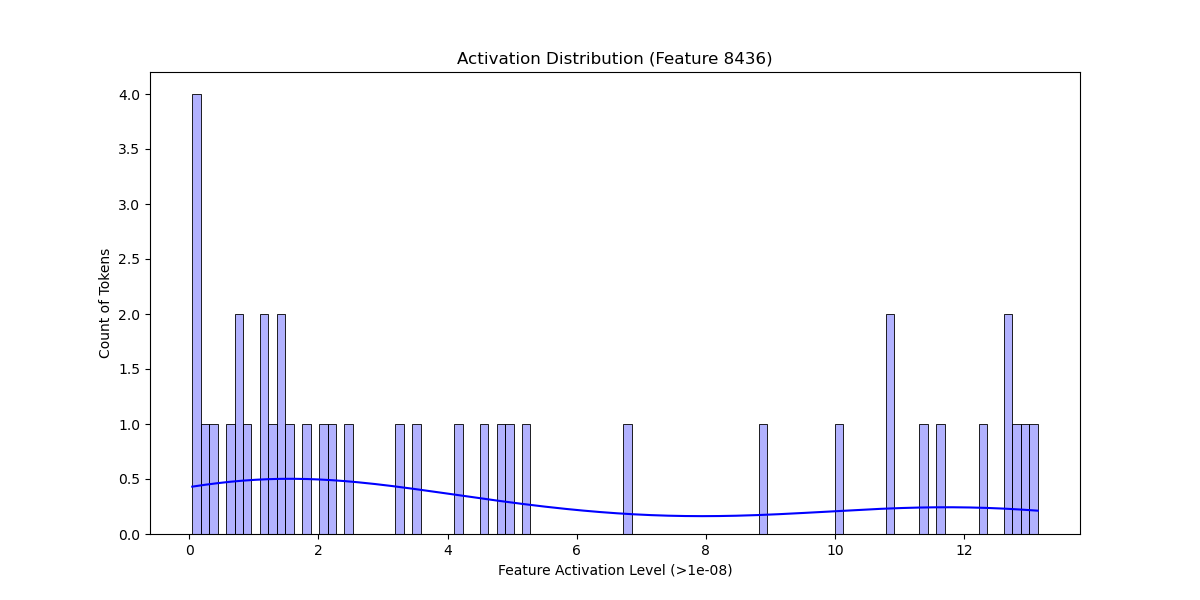 Activation Distribution (Feature 8436)
4.0
3.5
3.0
2.5
2.0
1.5
1.0
0.5
0.0
Count of Tokens
0 2 4 6 8 10 12
Feature Activation Level (>1e-08)